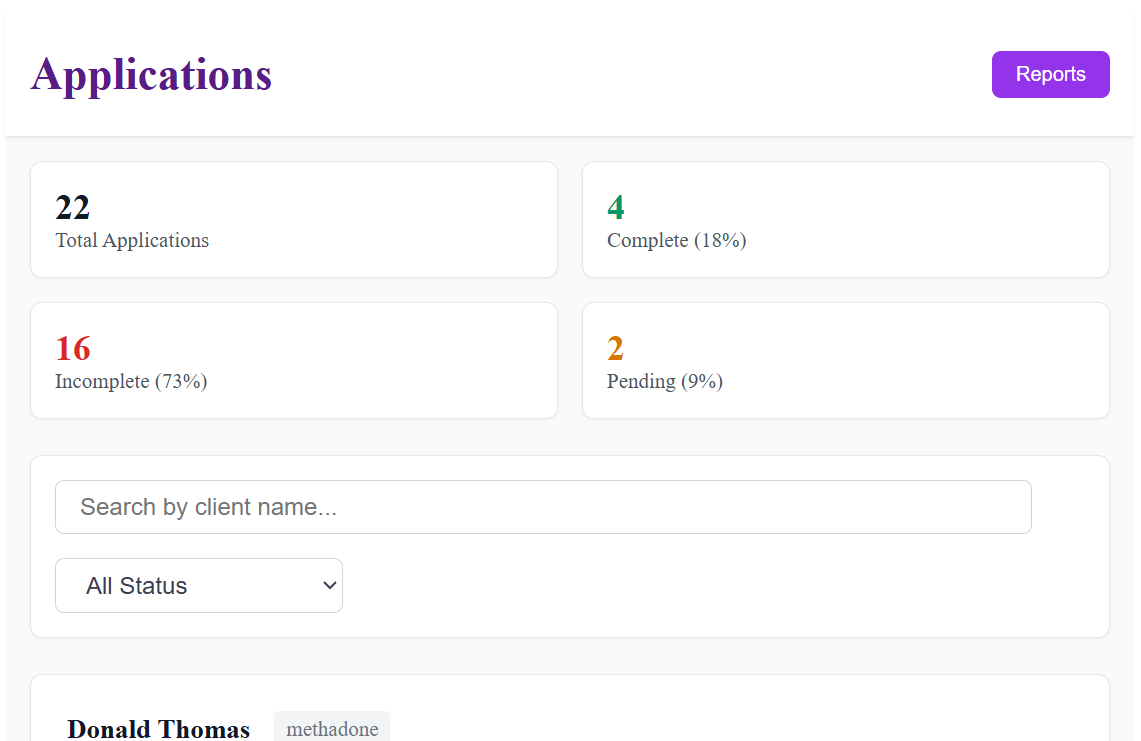 Applications
Reports
22
Total Applications
4
Complete (18%)
16
Incomplete (73%)
2
Pending (9%)
Search by client name...
All Status
Donald Thomas methadone